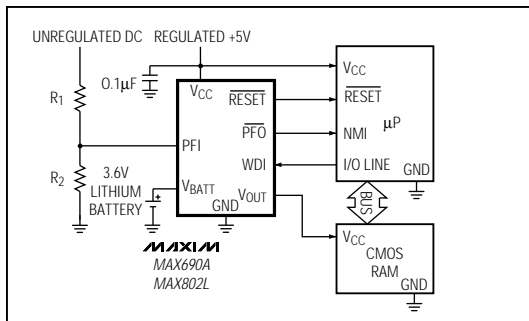 UNREGULATED DC
REGULATED +5V
0.1µF
VCC
VCC
R1
RESET
RESET
µP
PFI
PFO
NMI
R2
3.6V
LITHIUM
BATTERY
WDI
I/O LINE
GND
VBATT
VOUT
GND
BUS
VCC
CMOS
RAM
GND
MAXIM
MAX690A
MAX802L